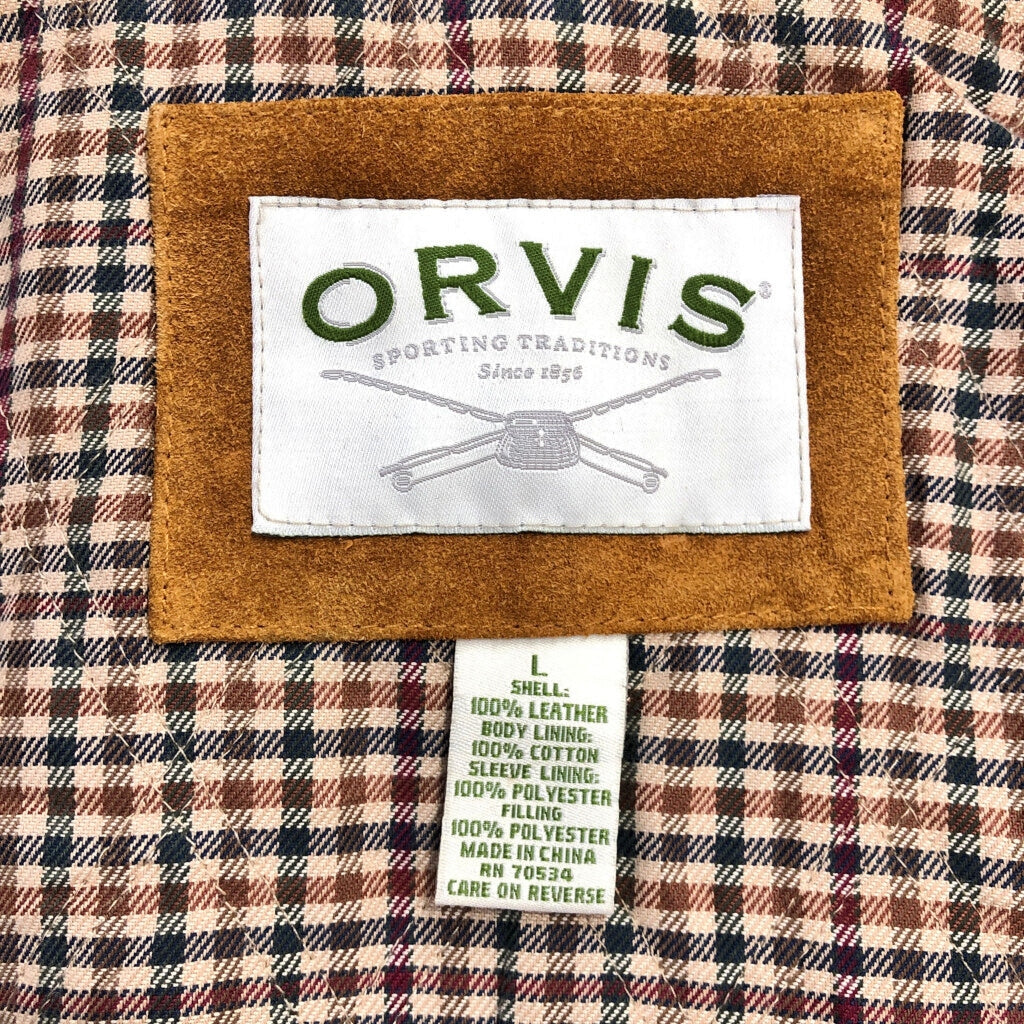 ORVIS®
SPORTING TRADITIONS
Since 1856
L
SHELL:
100% LEATHER
BODY LINING:
100% COTTON
SLEEVE LINING:
100% POLYESTER
FILLING
100% POLYESTER
MADE IN CHINA
RN 70534
CARE ON REVERSE